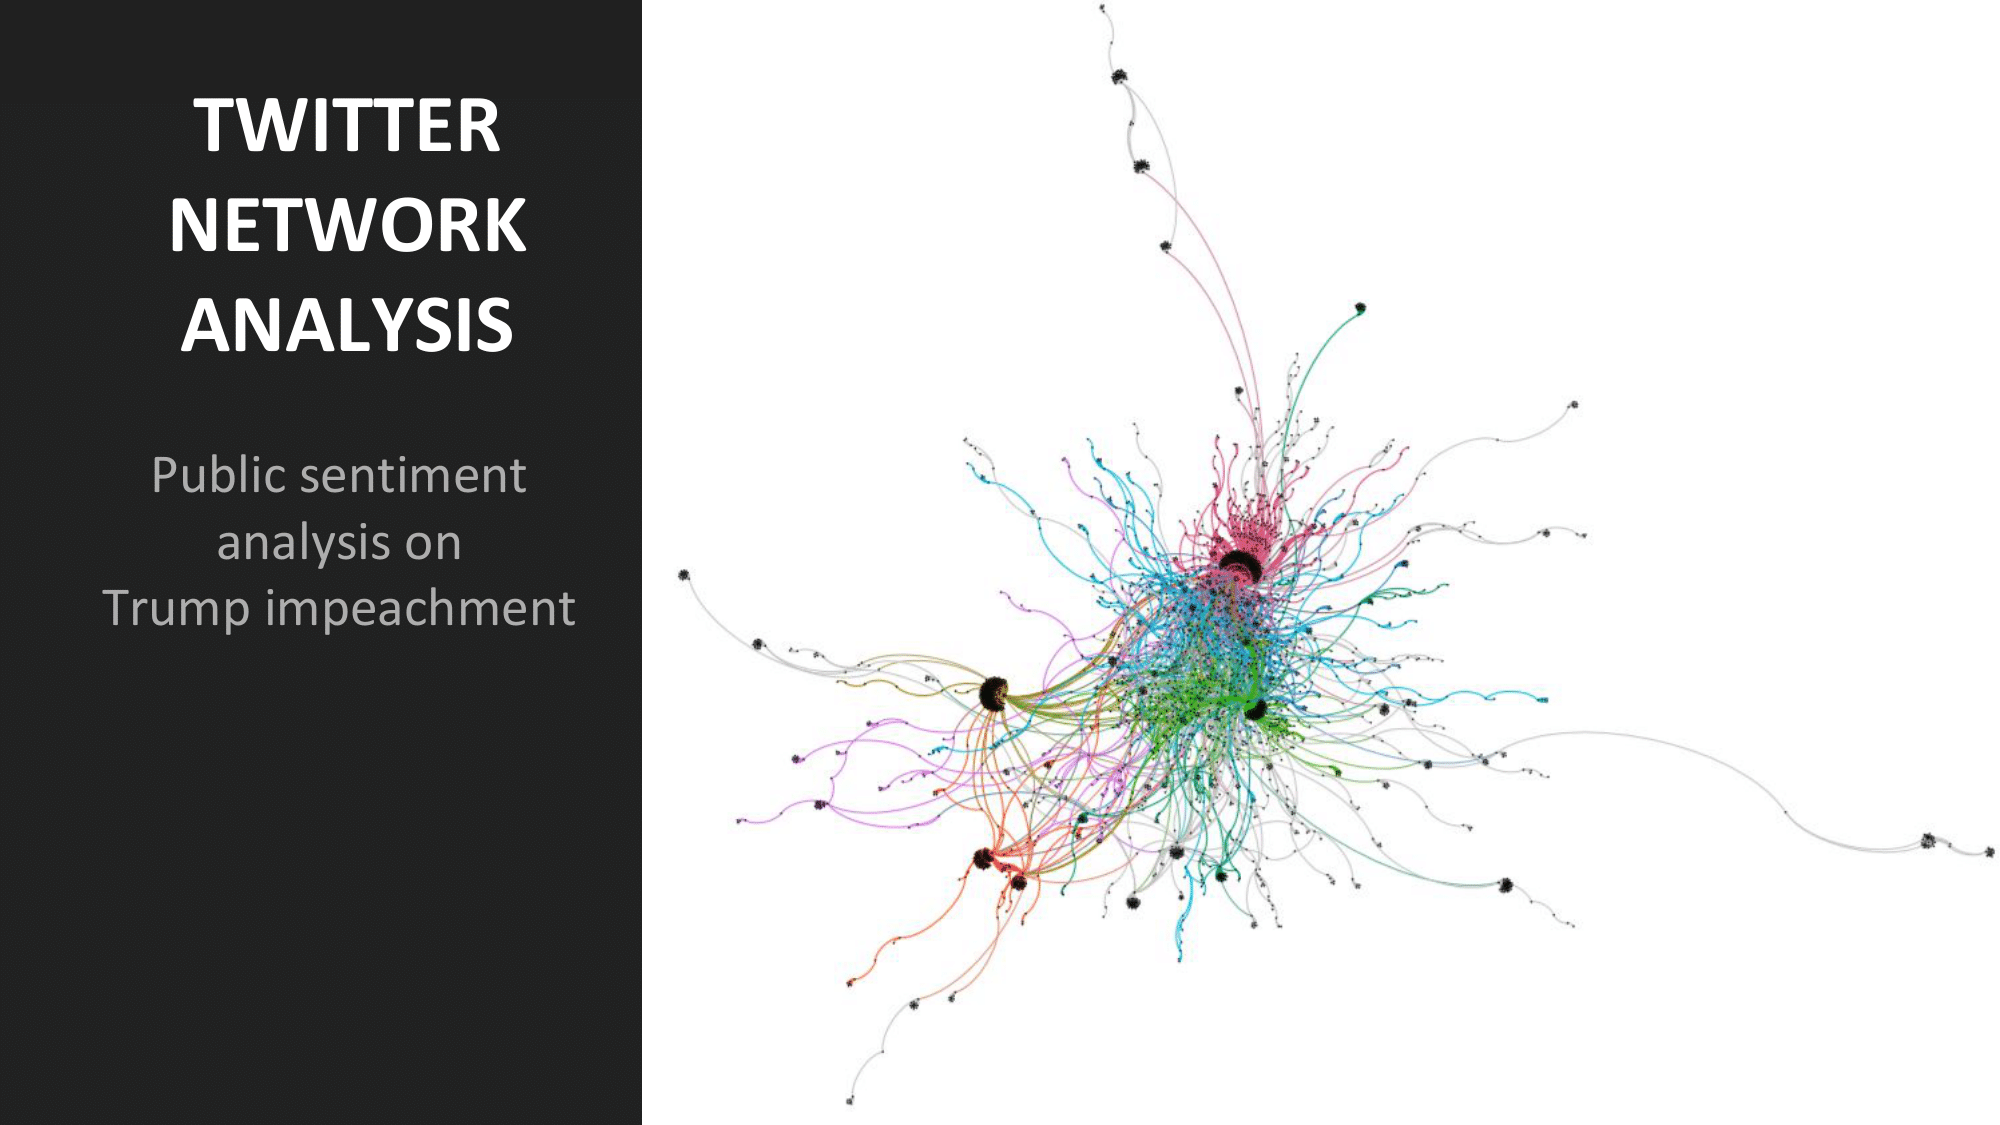 TWITTER
NETWORK
ANALYSIS
Public sentiment
analysis on
Trump impeachment